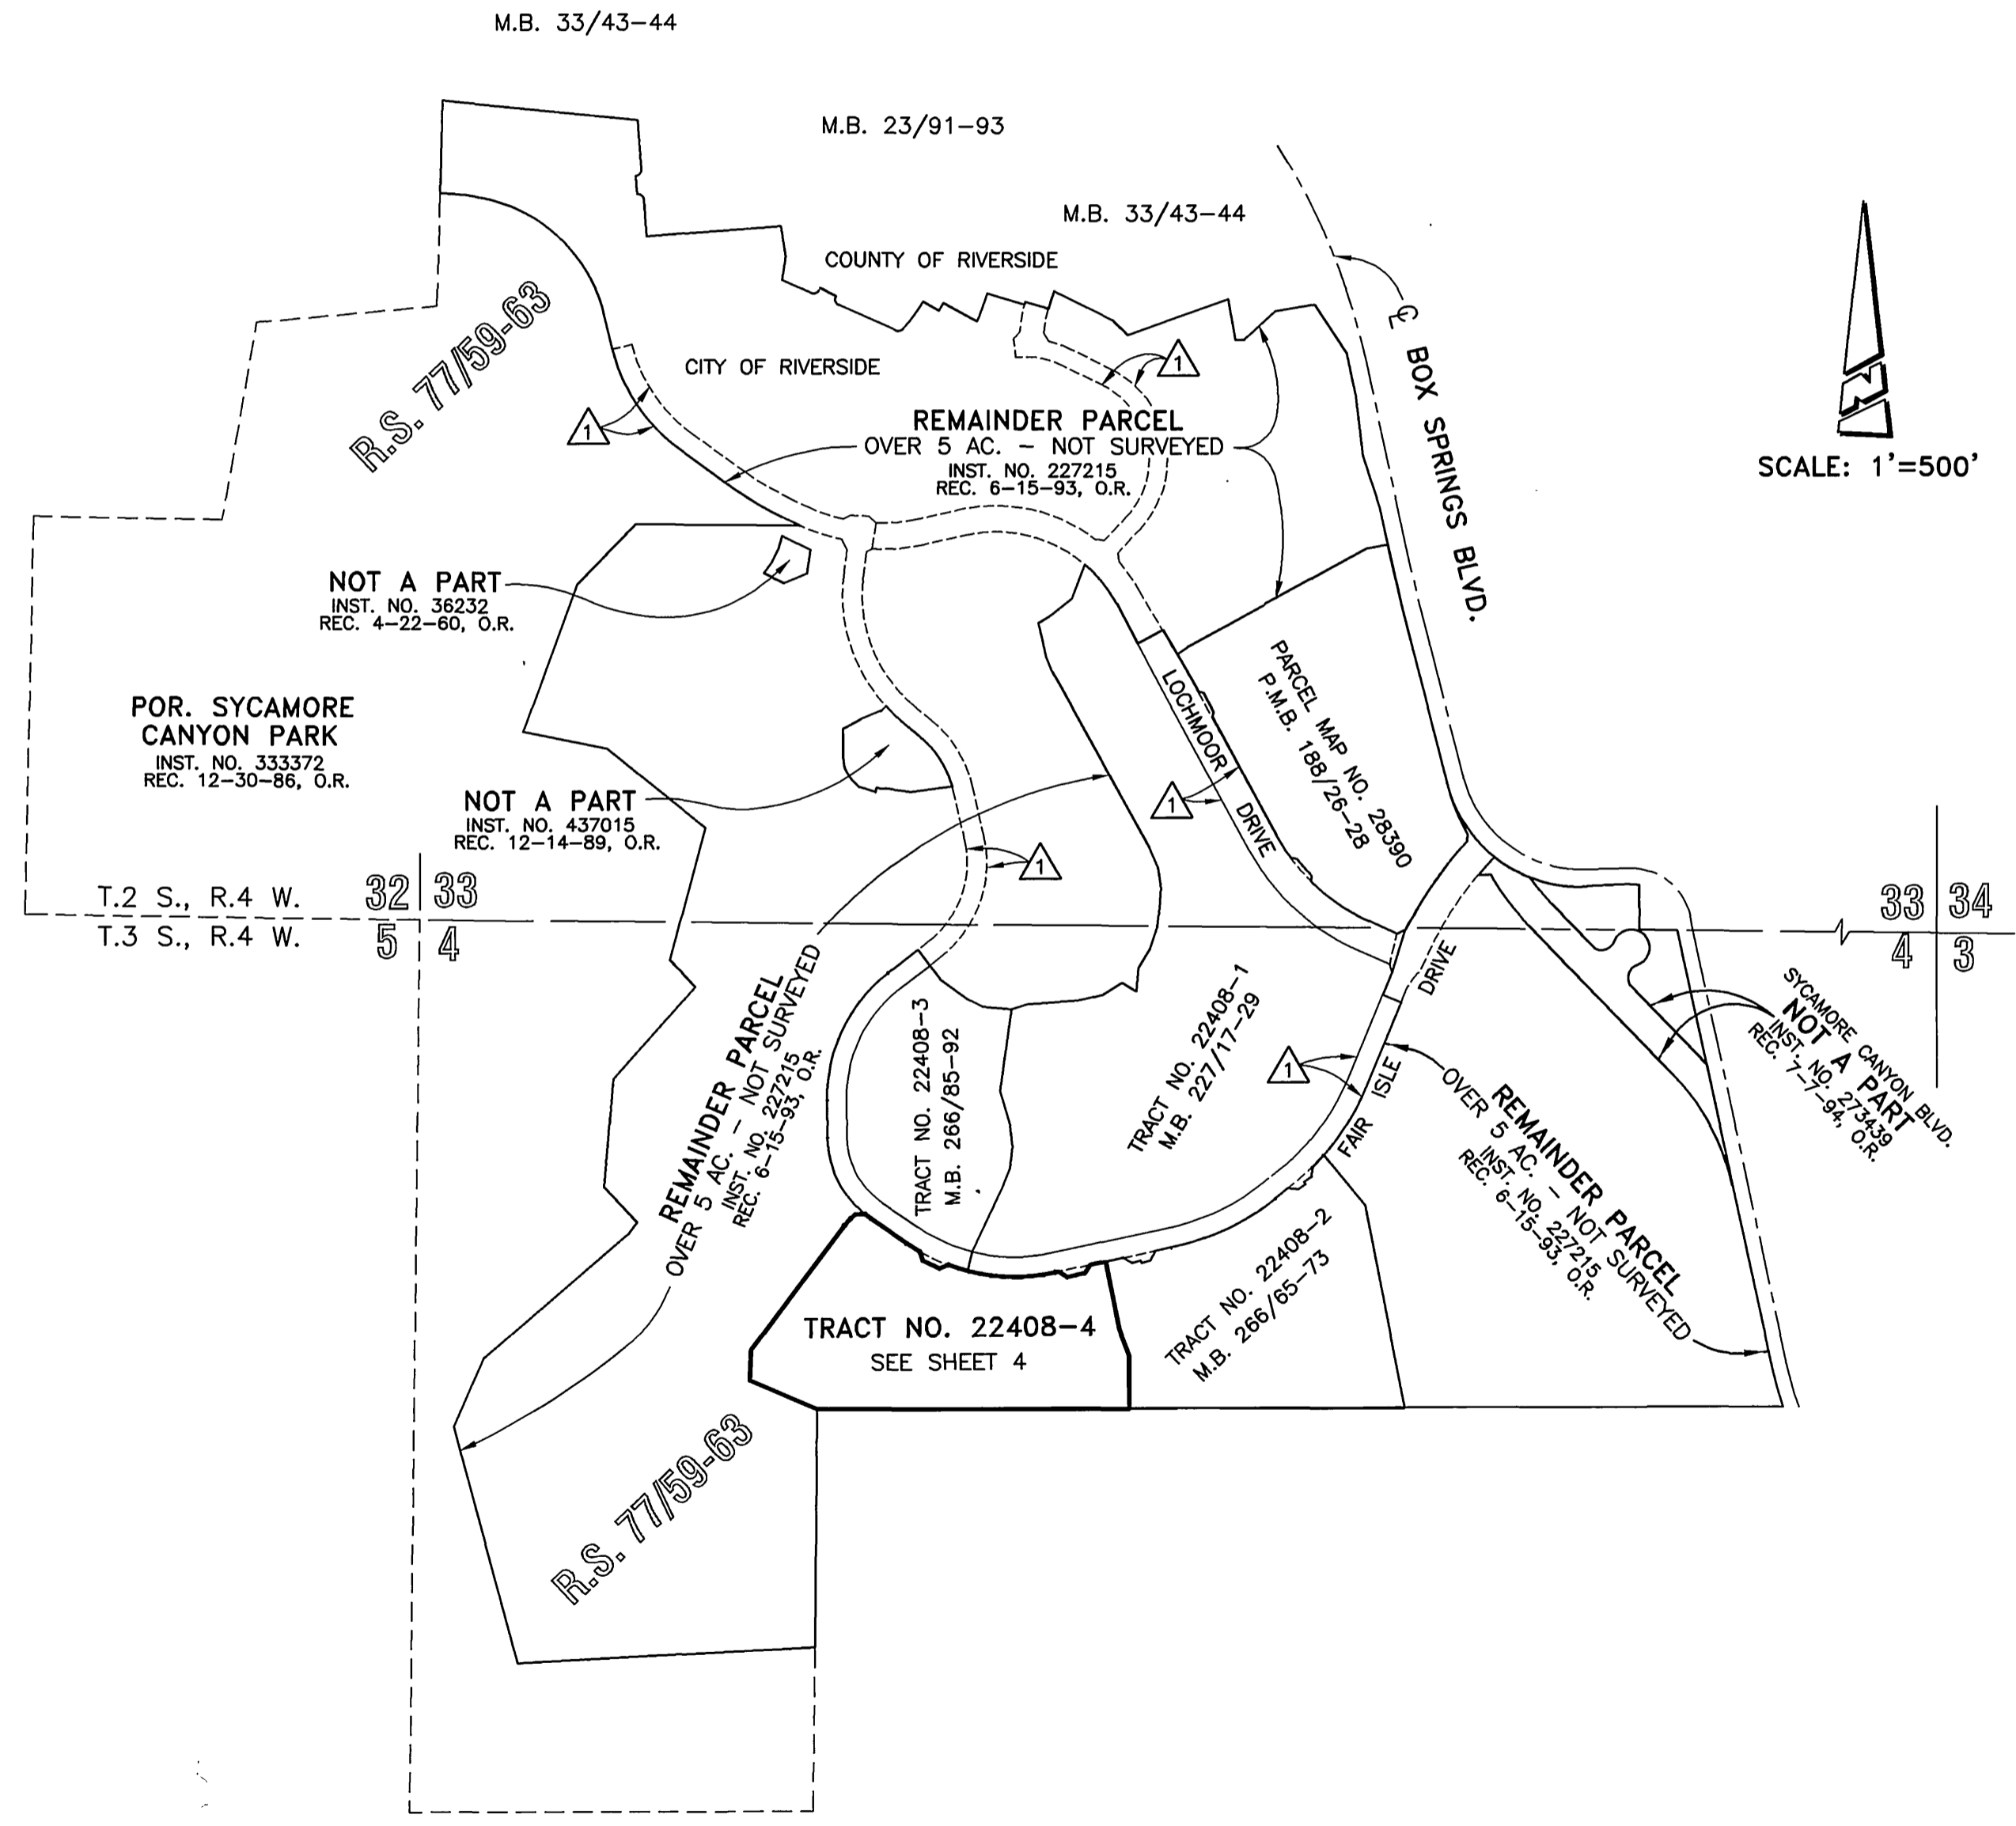 M.B. 33/43-44
M.B. 23/91-93
M.B. 33/43-44
COUNTY OF RIVERSIDE
CITY OF RIVERSIDE
R.S. 77/59-63
℄ BOX SPRINGS BLVD.
N
SCALE: 1'=500'
1
1
REMAINDER PARCEL
OVER 5 AC. - NOT SURVEYED
INST. NO. 227215
REC. 6-15-93, O.R.
NOT A PART
INST. NO. 36232
REC. 4-22-60, O.R.
POR. SYCAMORE
CANYON PARK
INST. NO. 333372
REC. 12-30-86, O.R.
NOT A PART
INST. NO. 437015
REC. 12-14-89, O.R.
LOCHMOOR DRIVE
PARCEL MAP NO. 28390
P.M.B. 188/26-28
1
1
T.2 S., R.4 W.
T.3 S., R.4 W.
32 33
5 4
33 34
4 3
REMAINDER PARCEL
OVER 5 AC. - NOT SURVEYED
INST. NO. 227215
REC. 6-15-93, O.R.
TRACT NO. 22408-3
M.B. 266/85-92
TRACT NO. 22408-1
M.B. 227/17-29
1
FAIR ISLE DRIVE
SYCAMORE CANYON BLVD.
NOT A PART
INST. NO. 273439
REC. 7-7-94, O.R.
REMAINDER PARCEL
OVER 5 AC. - NOT SURVEYED
INST. NO. 227215
REC. 6-15-93, O.R.
TRACT NO. 22408-2
M.B. 266/65-73
TRACT NO. 22408-4
SEE SHEET 4
R.S. 77/59-63